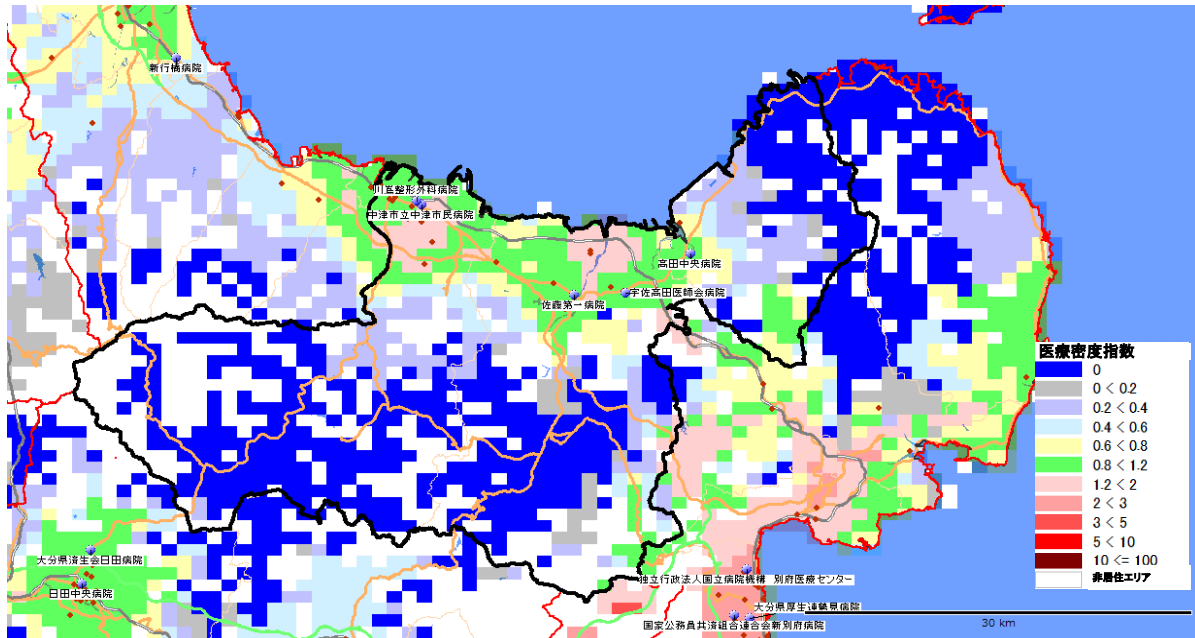 新行橋病院
川嶌整形外科病院
中津市立中津市民病院
高田中央病院
佐藤第一病院
宇佐高田医師会病院
医療密度指数
0
0 < 0.2
0.2 < 0.4
0.4 < 0.6
0.6 < 0.8
0.8 < 1.2
1.2 < 2
2 < 3
3 < 5
5 < 10
10 <= 100
非居住エリア
大分県済生会日田病院
日田中央病院
独立行政法人国立病院機構 別府医療センター
大分県厚生連鶴見病院
国家公務員共済組合連合会新別府病院
30 km